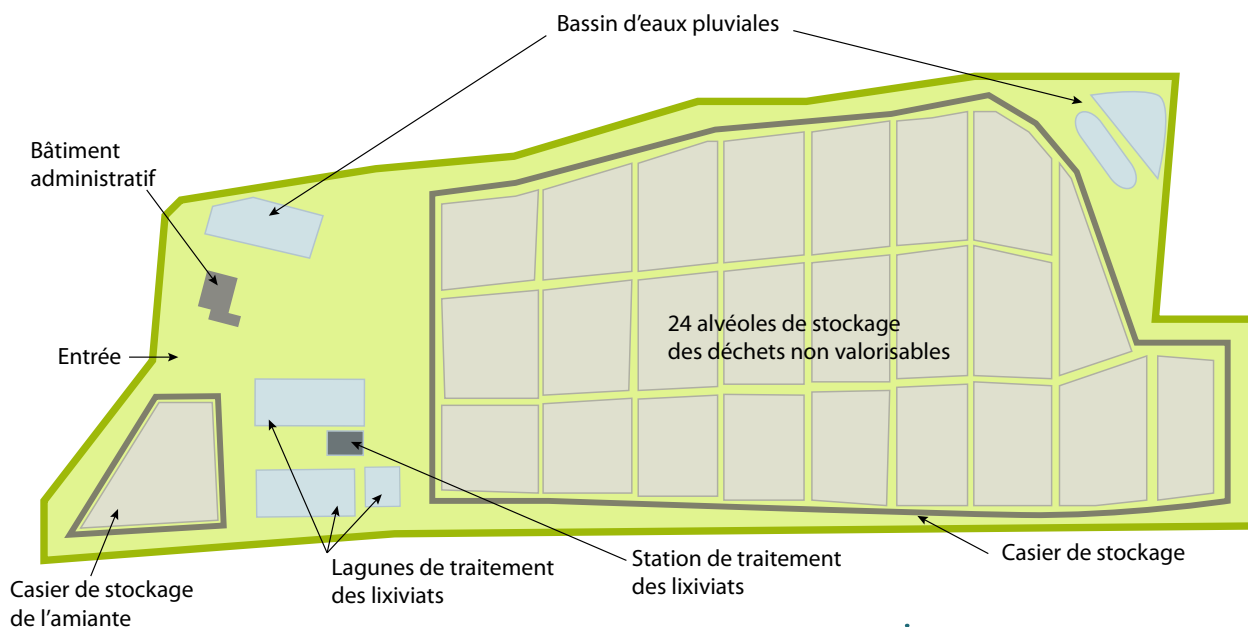 Bassin d’eaux pluviales
Bâtiment
administratif
Entrée
24 alvéoles de stockage
des déchets non valorisables
Casier de stockage
de l’amiante
Lagunes de traitement
des lixiviats
Station de traitement
des lixiviats
Casier de stockage